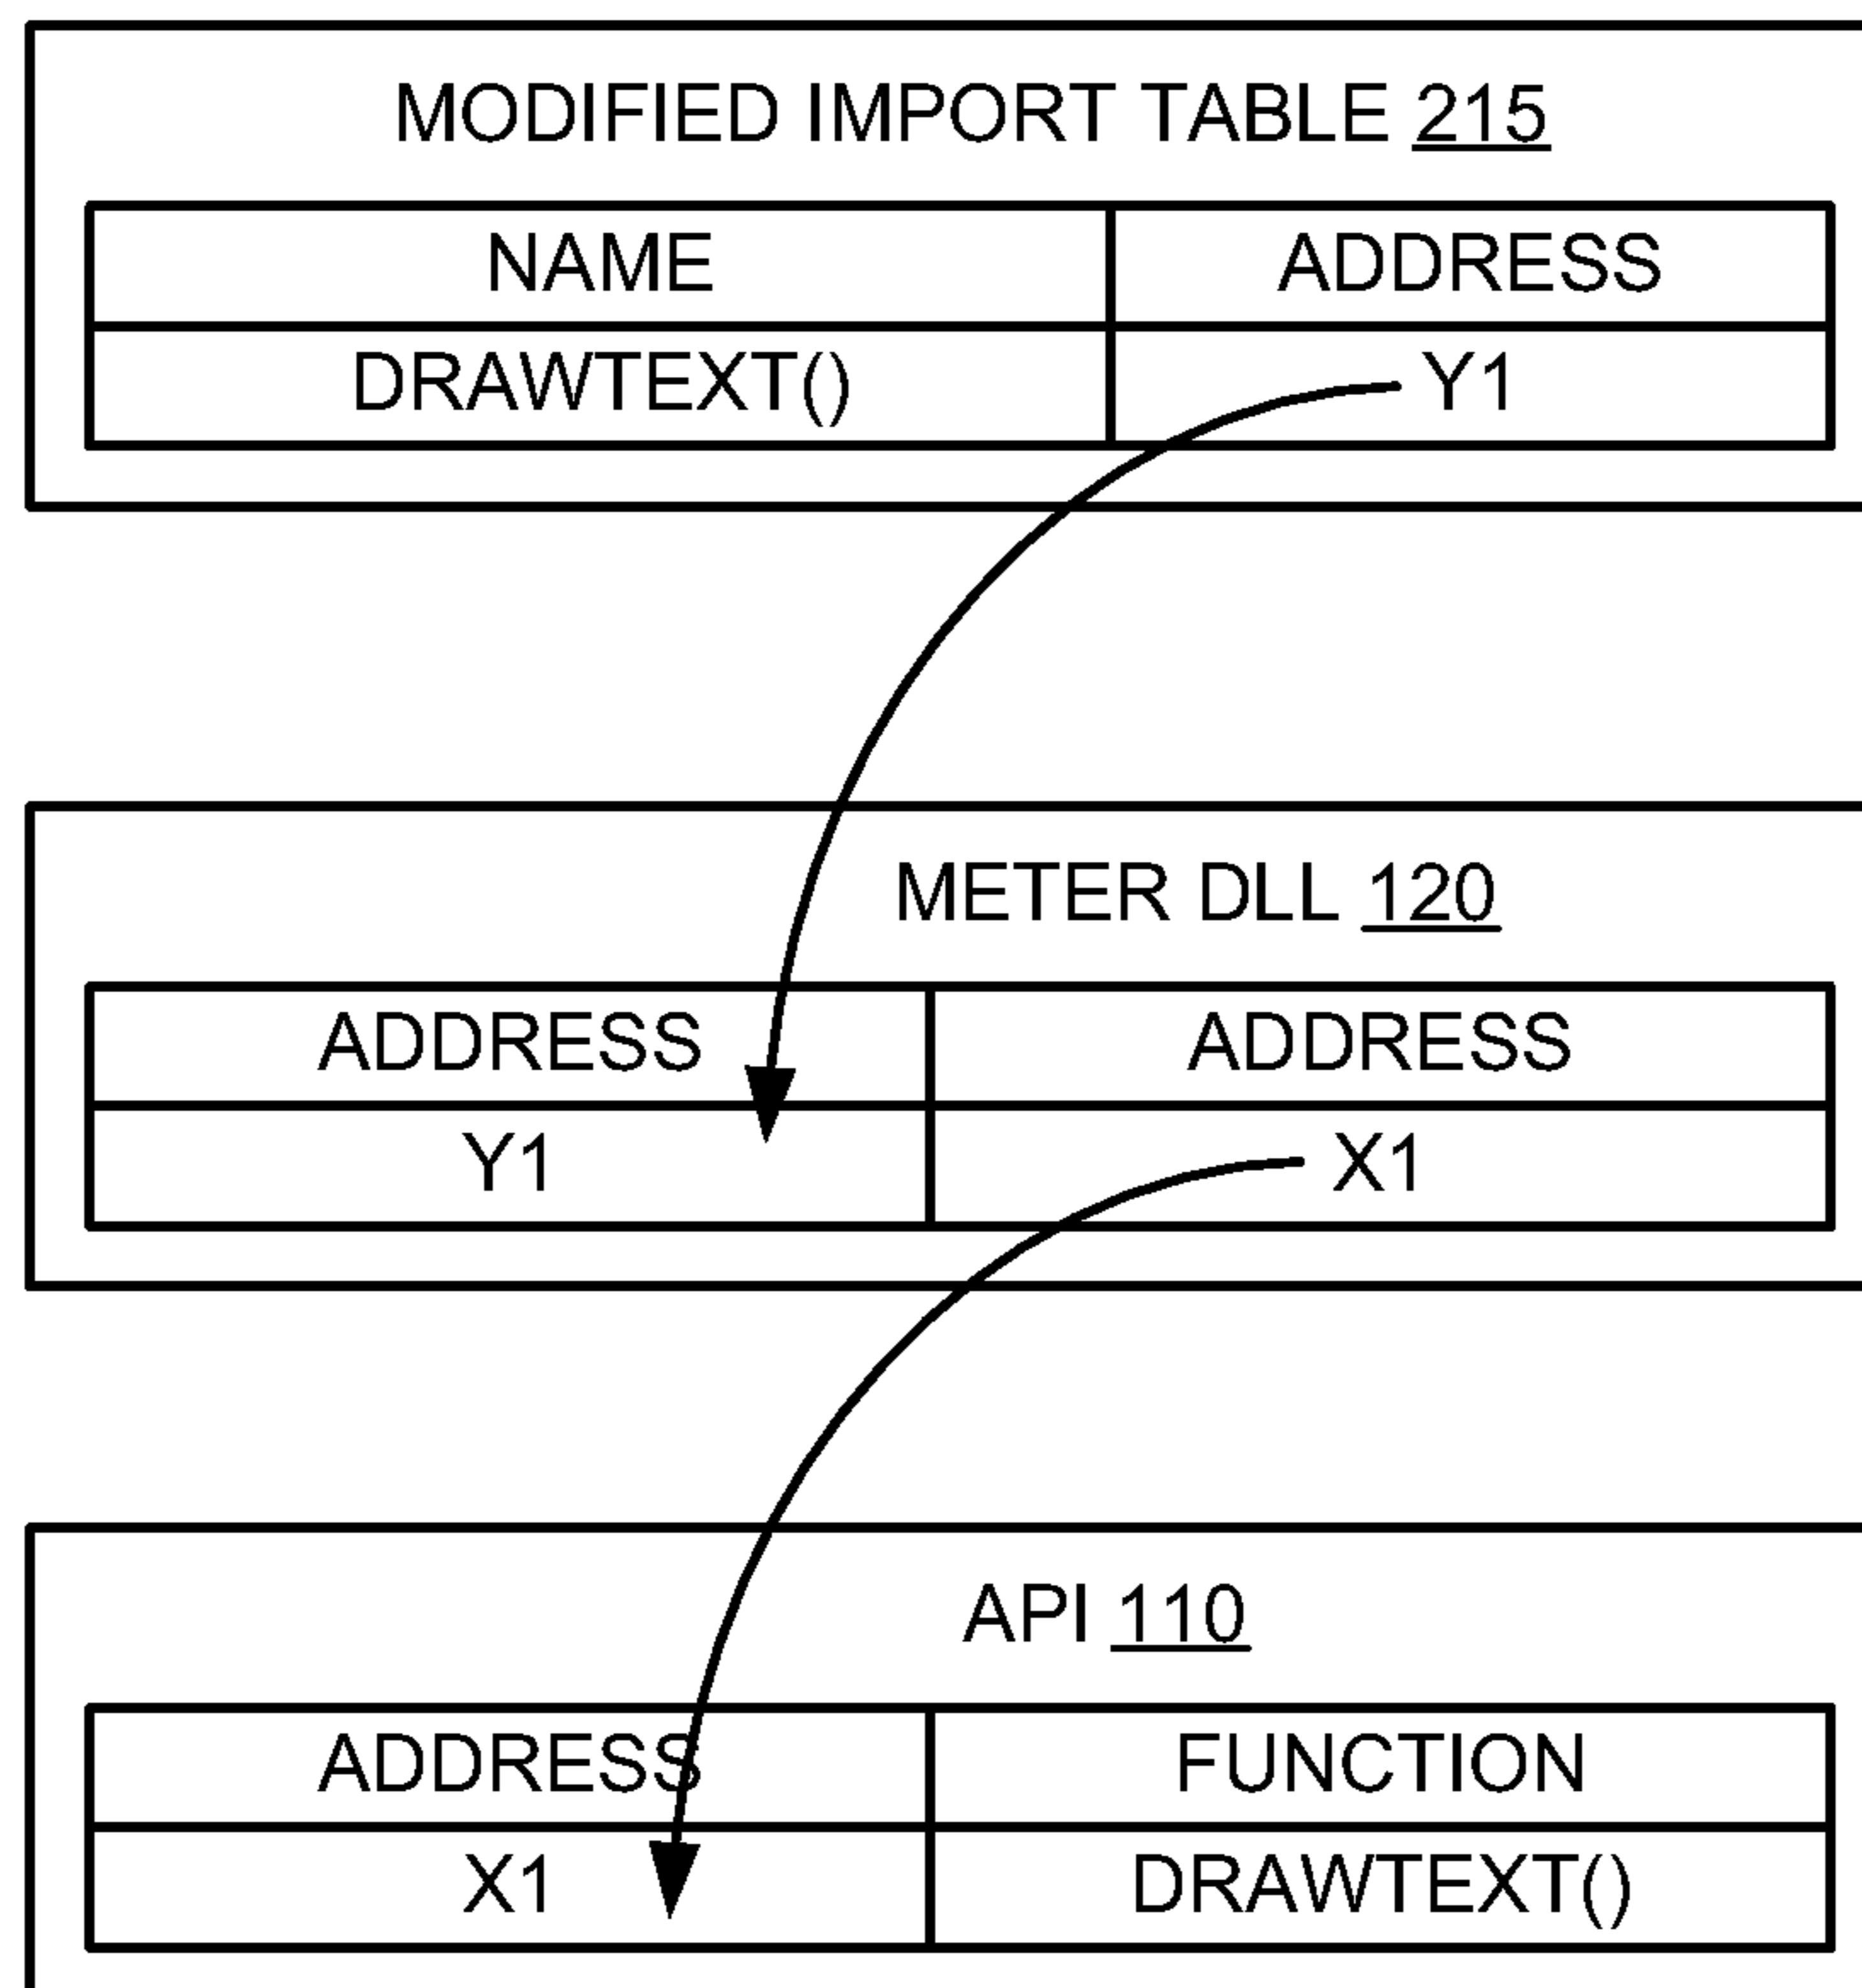 MODIFIED IMPORT TABLE 215
NAME ADDRESS
DRAWTEXT() Y1
METER DLL 120
ADDRESS ADDRESS
Y1 X1
API 110
ADDRESS FUNCTION
X1 DRAWTEXT()